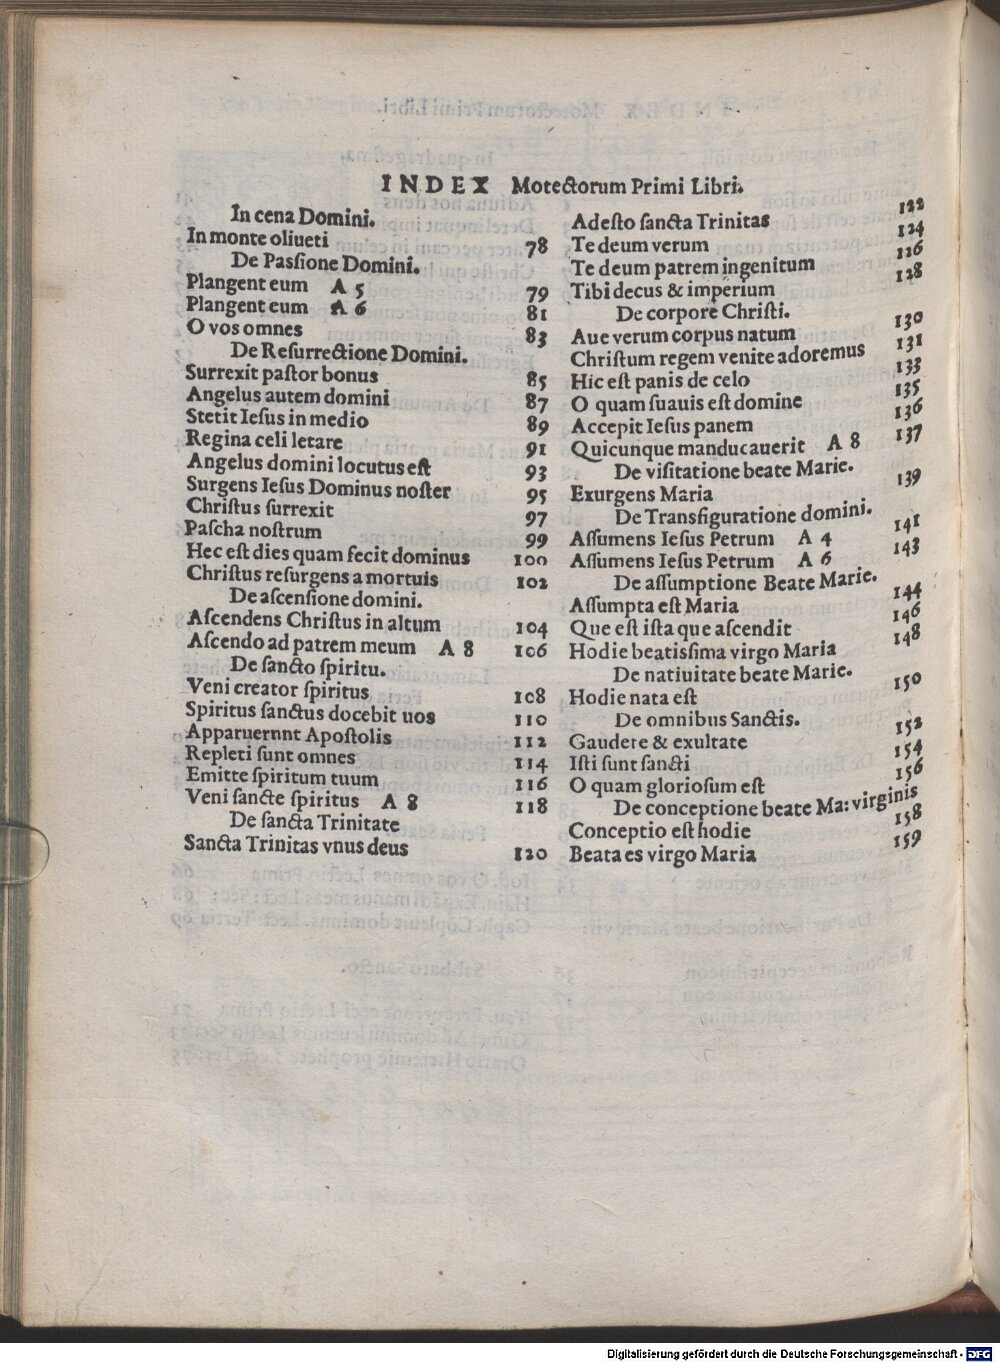 INDEX Motectorum Primi Libri.
In cena Domini.
In monte oliueti 78
De Paſſione Domini.
Plangent eum A 5 79
Plangent eum A 6 81
O vos omnes 83
De Reſurrectione Domini.
Surrexit paſtor bonus 85
Angelus autem domini 87
Stetit Ieſus in medio 89
Regina celi letare 91
Angelus domini locutus eſt 93
Surgens Ieſus Dominus noſter 95
Chriſtus ſurrexit 97
Paſcha noſtrum 99
Hec eſt dies quam fecit dominus 100
Chriſtus reſurgens a mortuis 102
De aſcenſione domini.
Aſcendens Chriſtus in altum 104
Aſcendo ad patrem meum A 8 106
De ſancto ſpiritu.
Veni creator ſpiritus 108
Spiritus ſanctus docebit uos 110
Apparuernnt Apoſtolis 112
Repleti ſunt omnes 114
Emitte ſpiritum tuum 116
Veni ſancte ſpiritus A 8 118
De ſancta Trinitate
Sancta Trinitas vnus deus 120
Adeſto ſancta Trinitas 122
Te deum verum 124
Te deum patrem ingenitum 126
Tibi decus & imperium 128
De corpore Chriſti.
Aue verum corpus natum 130
Chriſtum regem venite adoremus 131
Hic eſt panis de celo 133
O quam ſuauis eſt domine 135
Accepit Ieſus panem 136
Quicunque manducauerit A 8 137
De viſitatione beate Marie.
Exurgens Maria 139
De Transfiguratione domini.
Aſſumens Ieſus Petrum A 4 141
Aſſumens Ieſus Petrum A 6 143
De aſſumptione Beate Marie.
Aſſumpta eſt Maria 144
Que eſt iſta que aſcendit 146
Hodie beatiſſima virgo Maria 148
De natiuitate beate Marie.
Hodie nata eſt 150
De omnibus Sanctis.
Gaudete & exultate 152
Iſti ſunt ſancti 154
O quam glorioſum eſt 156
De conceptione beate Ma: virginis
Conceptio eſt hodie 158
Beata es virgo Maria 159
Digitalisierung gefördert durch die Deutsche Forschungsgemeinschaft - DFG